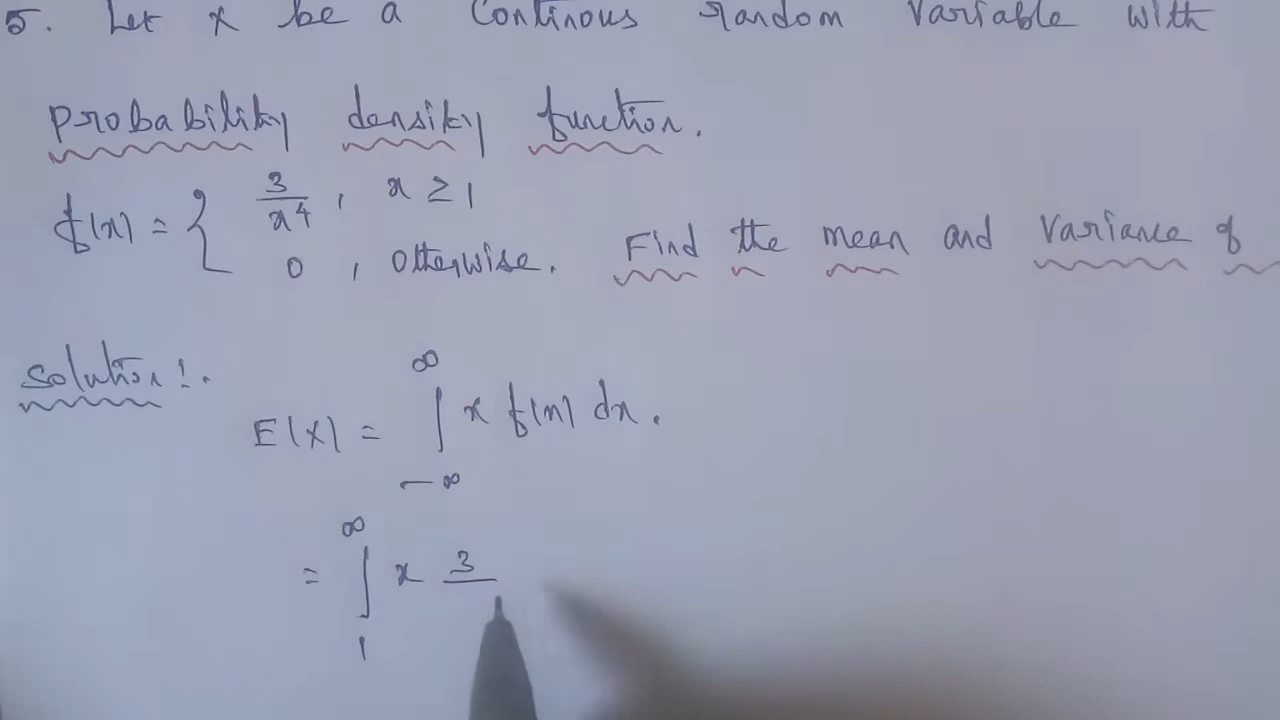 5. Let x be a Continous random Variable with
probability density function.
f(x) = { 3/x⁴, x ≥ 1
0, otherwise. Find the mean and Variance of
Solution:.
E(X) = ∫_{-∞}^{∞} x f(x) dx.
= ∫_{1}^{∞} x 3